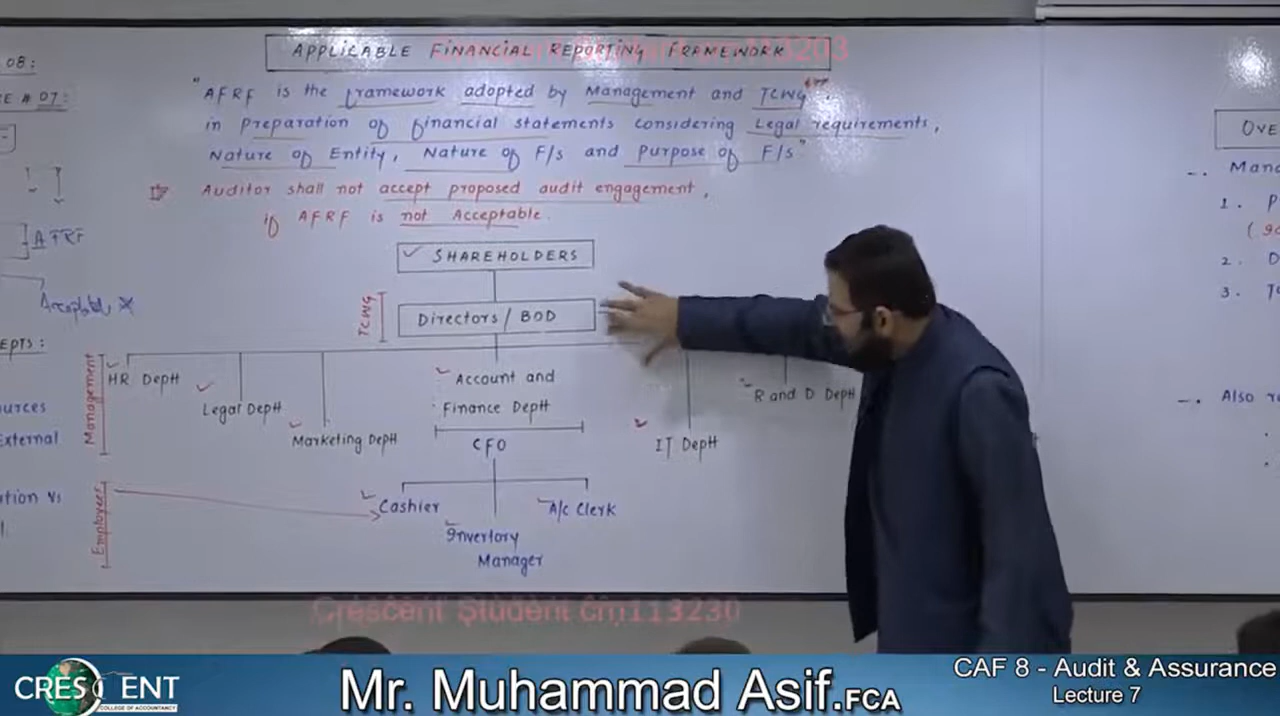 08:
E # 07:
AFRF
EPTS:
ources
External
tion Vs
APPLICABLE FINANCIAL REPORTING FRAMEWORK
"AFRF is the framework adopted by Management and TCWG
in Preparation of financial statements considering Legal requirements,
Nature of Entity, Nature of F/s and Purpose of F/s"
Auditor shall not accept proposed audit engagement,
if AFRF is not Acceptable.
SHAREHOLDERS
TCWG
Directors / BOD
Management
HR Deptt
Legal Deptt
Marketing Deptt
Account and
Finance Deptt
CFO
IT Deptt
R and D Deptt
Employees
Cashier
Inventory
Manager
A/c Clerk
OVE
Mana
1. P
2. D
3. T
Also r
Crescent Student cm113230
CRESCENT
COLLEGE OF ACCOUNTANCY
Mr. Muhammad Asif.FCA
CAF 8 - Audit & Assurance
Lecture 7